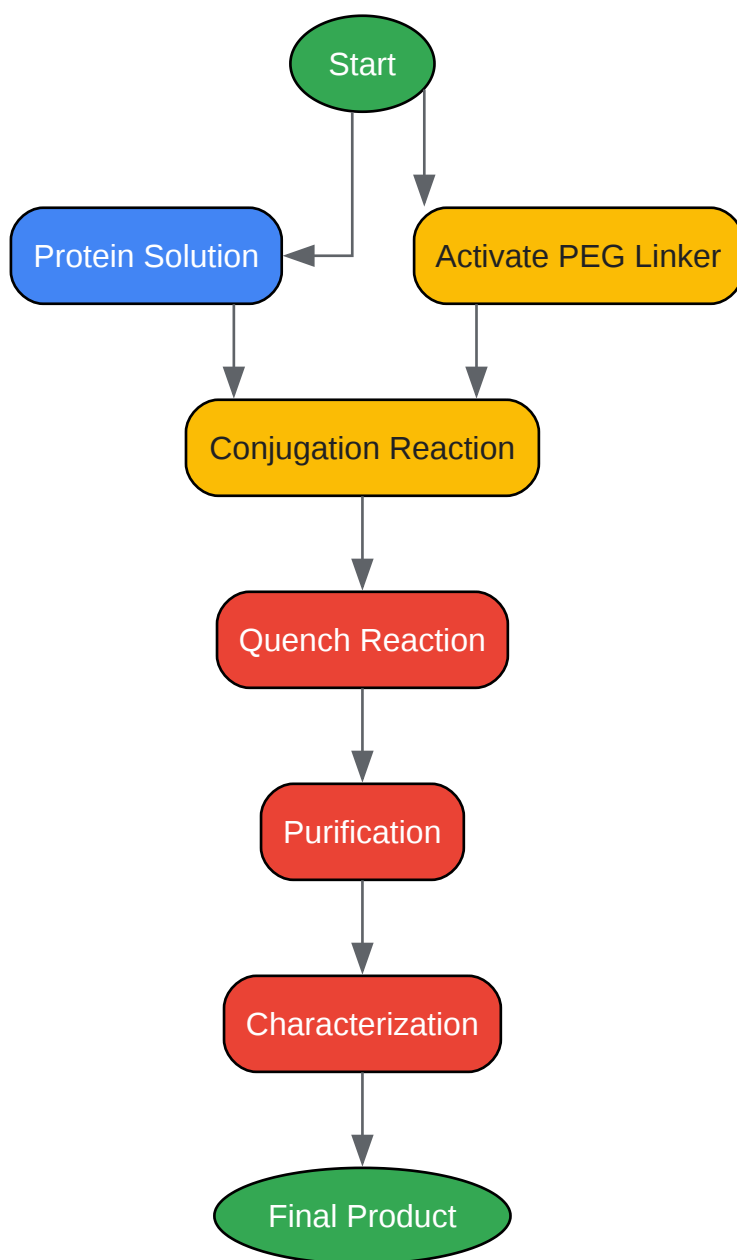 Start
Protein Solution
Activate PEG Linker
Conjugation Reaction
Quench Reaction
Purification
Characterization
Final Product